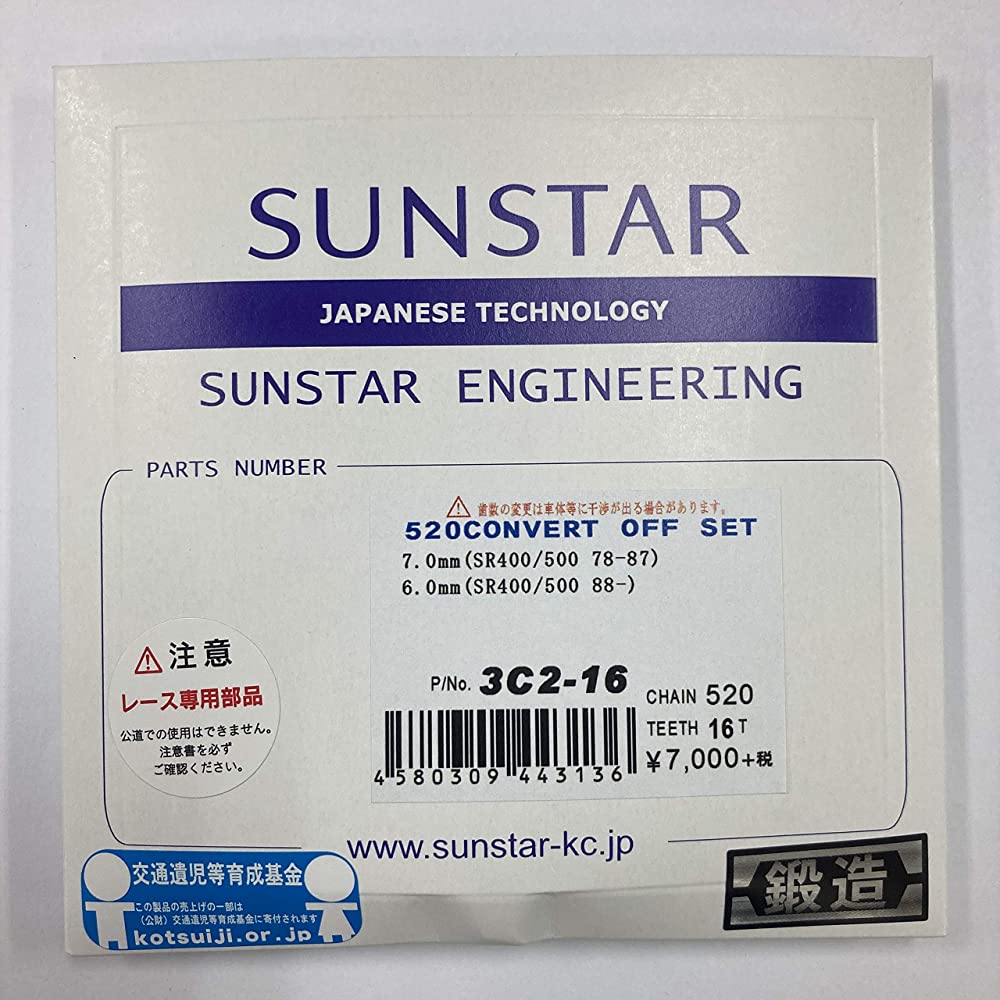 SUNSTAR
JAPANESE TECHNOLOGY
SUNSTAR ENGINEERING
PARTS NUMBER
歯数の変更は車体等に干渉が出る場合があります。
520CONVERT OFF SET
7.0mm(SR400/500 78-87)
6.0mm(SR400/500 88-)
P/No. 3C2-16
CHAIN 520
TEETH 16T
¥7,000+税
4580309 443136
注意
レース専用部品
公道での使用はできません。
注意書を必ず
ご確認ください。
www.sunstar-kc.jp
交通遺児等育成基金
この製品の売上げの一部は
(公財)交通遺児等育成基金に寄付されます
kotsuiji.or.jp
鍛造